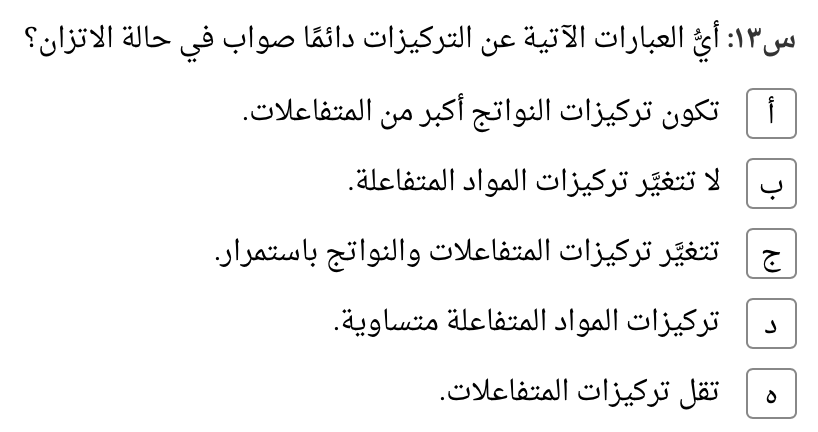 س١٣: أيُّ العبارات الآتية عن التركيزات دائمًا صواب في حالة الاتزان؟
أ تكون تركيزات النواتج أكبر من المتفاعلات.
ب لا تتغيَّر تركيزات المواد المتفاعلة.
ج تتغيَّر تركيزات المتفاعلات والنواتج باستمرار.
د تركيزات المواد المتفاعلة متساوية.
ه تقل تركيزات المتفاعلات.